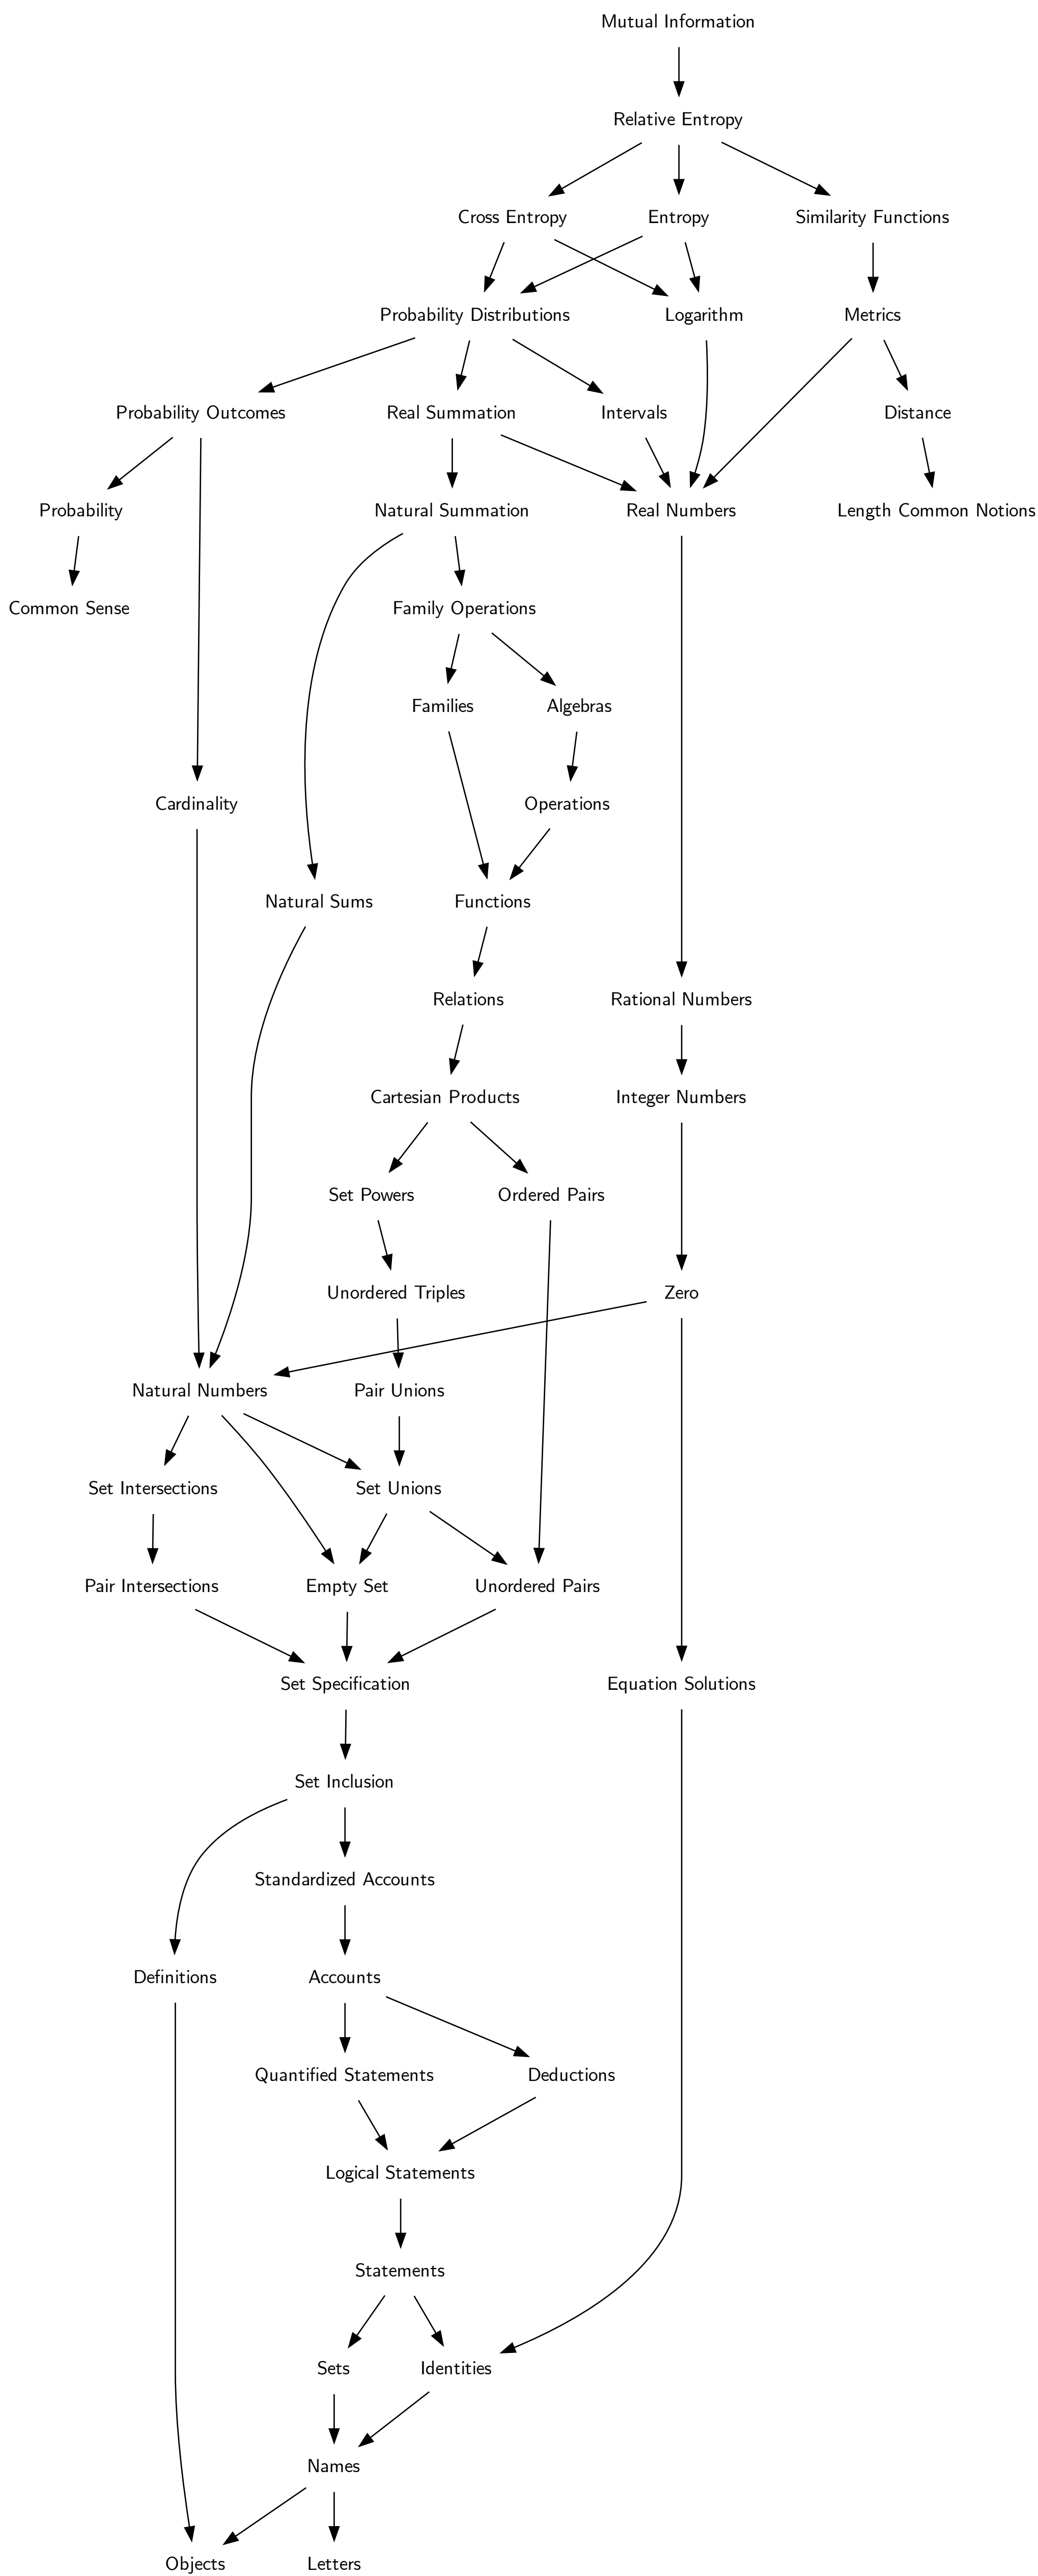 Mutual Information
Relative Entropy
Cross Entropy
Entropy
Similarity Functions
Probability Distributions
Logarithm
Metrics
Probability Outcomes
Real Summation
Intervals
Distance
Probability
Natural Summation
Real Numbers
Length Common Notions
Common Sense
Family Operations
Families
Algebras
Cardinality
Operations
Natural Sums
Functions
Relations
Rational Numbers
Cartesian Products
Integer Numbers
Set Powers
Ordered Pairs
Unordered Triples
Zero
Natural Numbers
Pair Unions
Set Intersections
Set Unions
Pair Intersections
Empty Set
Unordered Pairs
Set Specification
Equation Solutions
Set Inclusion
Standardized Accounts
Definitions
Accounts
Quantified Statements
Deductions
Logical Statements
Statements
Sets
Identities
Names
Objects
Letters